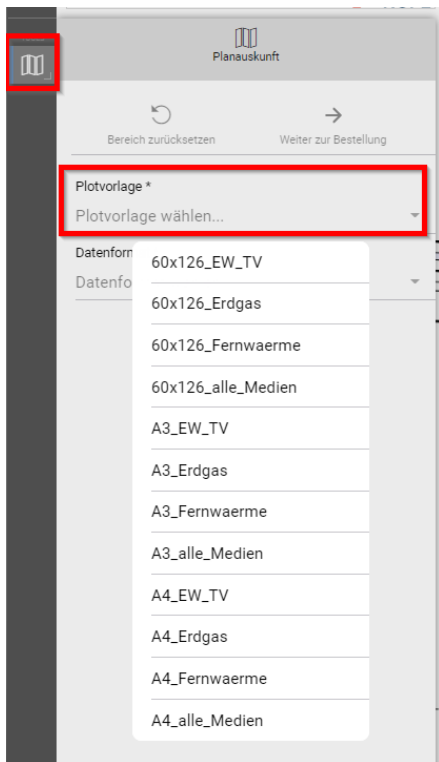 Planauskunft
Bereich zurücksetzen
Weiter zur Bestellung
Plotvorlage *
Plotvorlage wählen...
Datenforn
Datenfo
60x126_EW_TV
60x126_Erdgas
60x126_Fernwaerme
60x126_alle_Medien
A3_EW_TV
A3_Erdgas
A3_Fernwaerme
A3_alle_Medien
A4_EW_TV
A4_Erdgas
A4_Fernwaerme
A4_alle_Medien